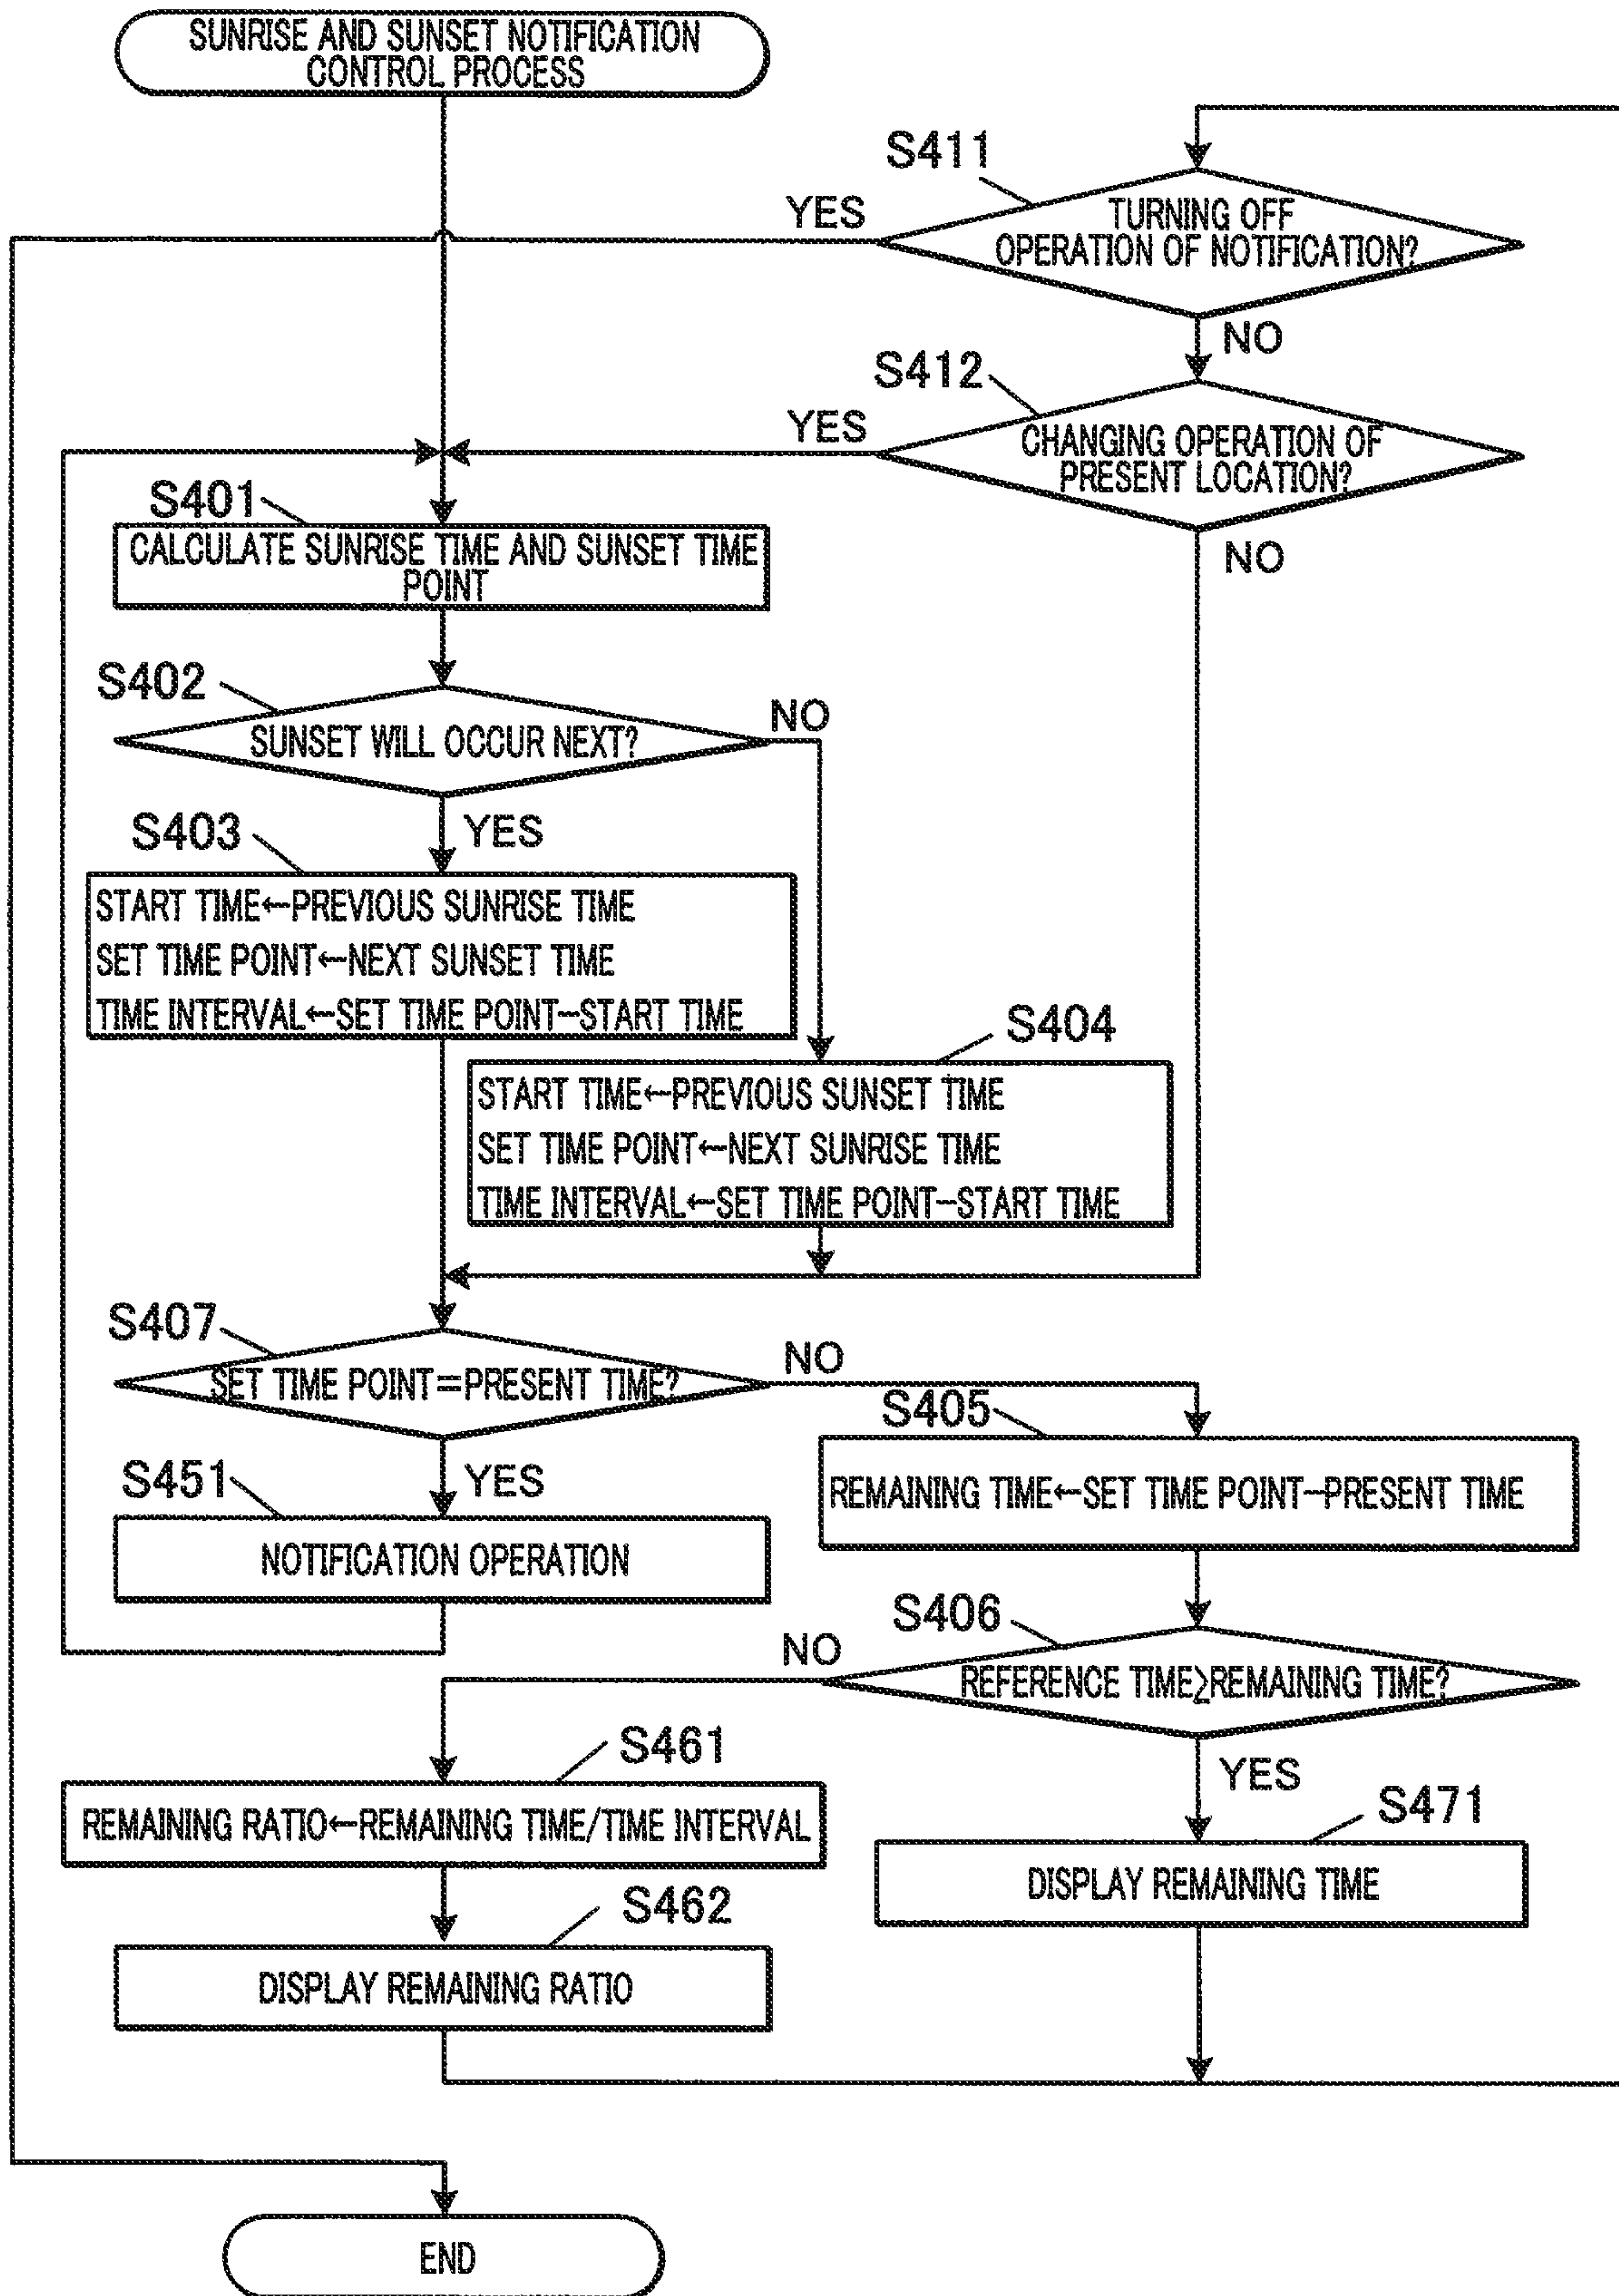 SUNRISE AND SUNSET NOTIFICATION
CONTROL PROCESS
S411
YES
TURNING OFF
OPERATION OF NOTIFICATION?
NO
S412
YES
CHANGING OPERATION OF
PRESENT LOCATION?
NO
S401
CALCULATE SUNRISE TIME AND SUNSET TIME
POINT
S402
NO
SUNSET WILL OCCUR NEXT?
S403
YES
START TIME←PREVIOUS SUNRISE TIME
SET TIME POINT←NEXT SUNSET TIME
TIME INTERVAL←SET TIME POINT−START TIME
S404
START TIME←PREVIOUS SUNSET TIME
SET TIME POINT←NEXT SUNRISE TIME
TIME INTERVAL←SET TIME POINT−START TIME
S407
NO
SET TIME POINT=PRESENT TIME?
S405
S451
YES
REMAINING TIME←SET TIME POINT−PRESENT TIME
NOTIFICATION OPERATION
S406
NO
REFERENCE TIME≥REMAINING TIME?
S461
YES
REMAINING RATIO←REMAINING TIME/TIME INTERVAL
S471
DISPLAY REMAINING TIME
S462
DISPLAY REMAINING RATIO
END